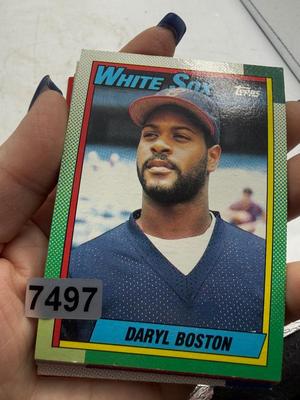 WHITE SOX
TOPPS
7497
DARYL BOSTON